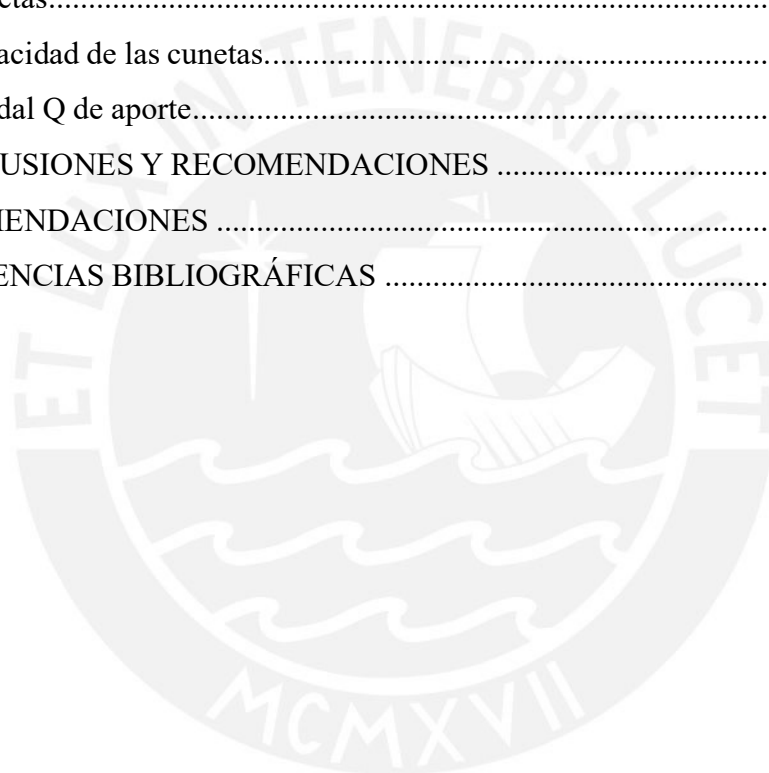 etas
acidad de las cunetas
dal Q de aporte
USIONES Y RECOMENDACIONES
IENDACIONES
ENCIAS BIBLIOGRÁFICAS
ET LUX IN TENEBRIS LUCET
MCMXVII